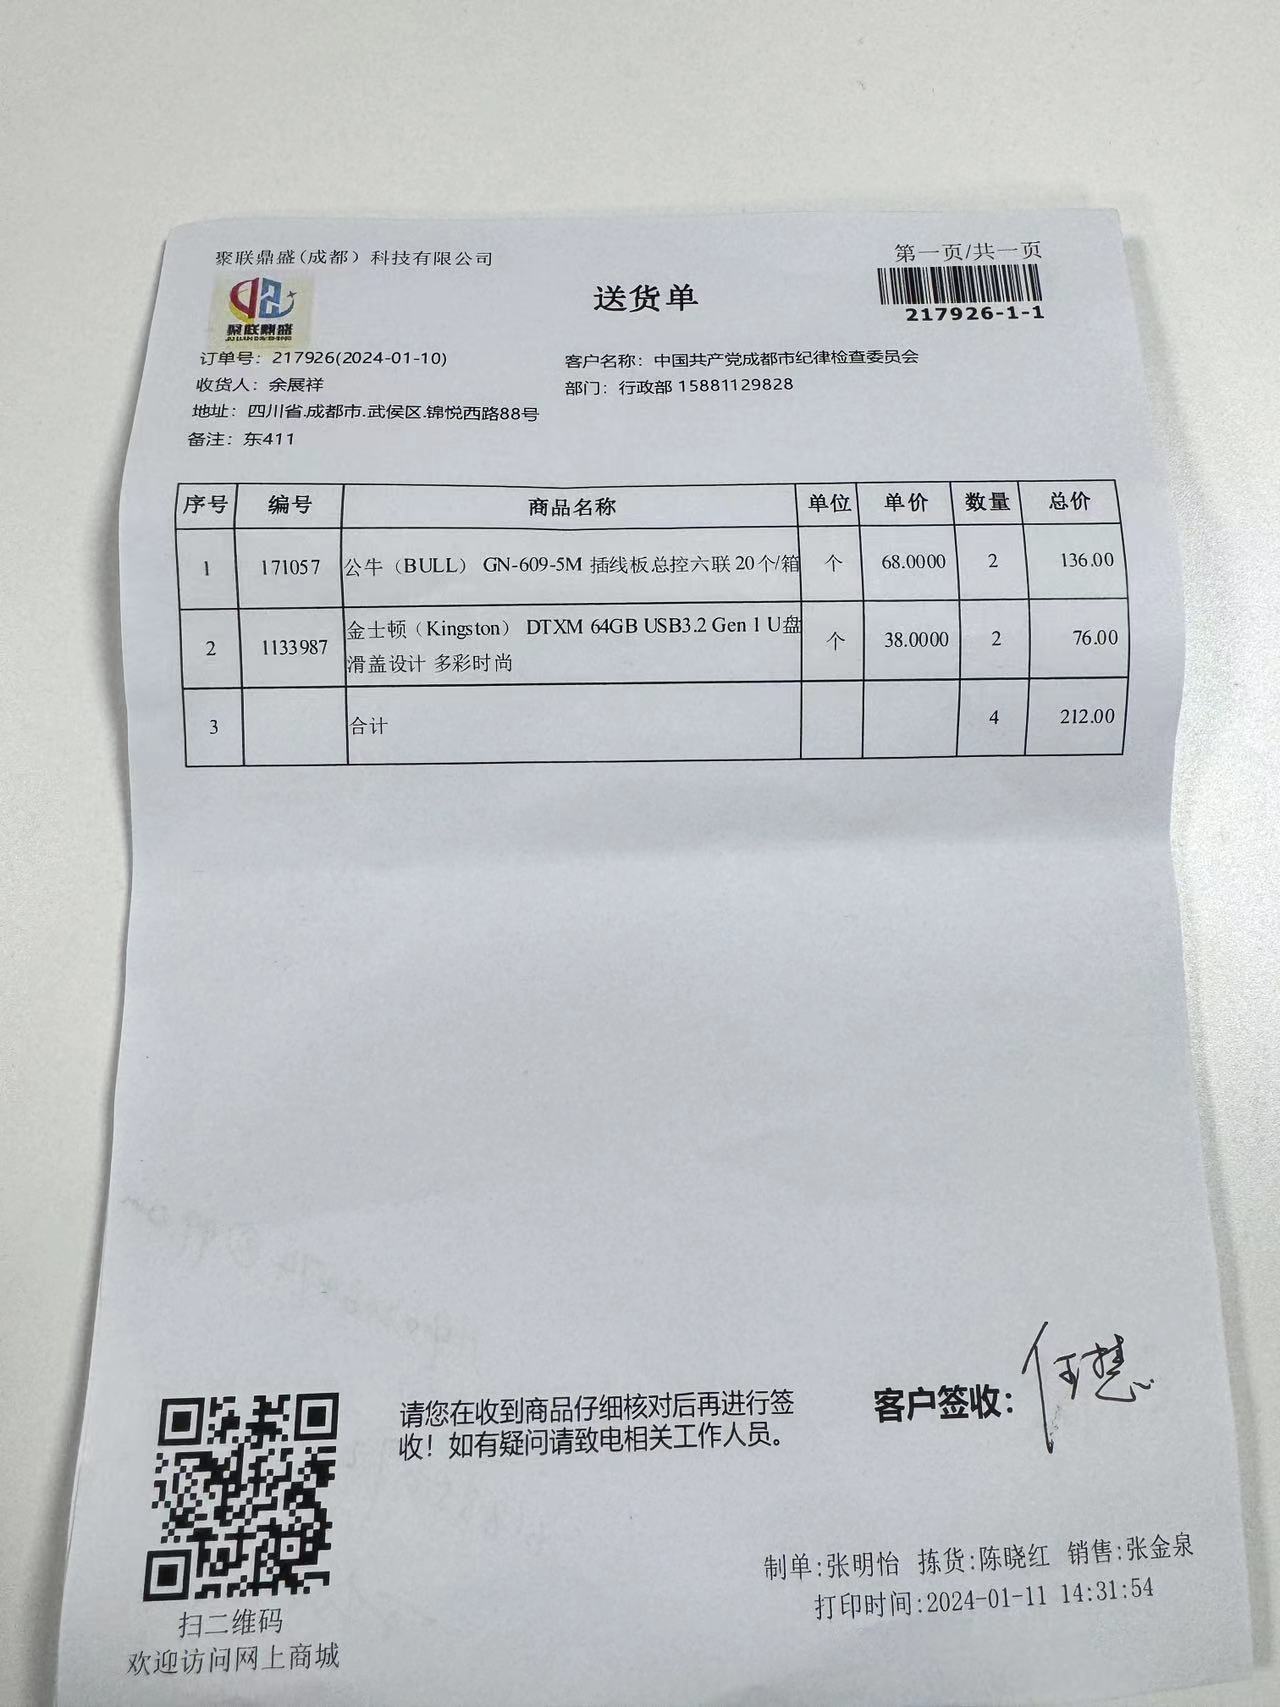 聚联鼎盛(成都）科技有限公司
第一页/共一页
聚联鼎盛
送货单
217926-1-1
订单号：217926(2024-01-10)
客户名称：中国共产党成都市纪律检查委员会
收货人：余展祥
部门：行政部 15881129828
地址：四川省.成都市.武侯区.锦悦西路88号
备注：东411
序号 编号 商品名称 单位 单价 数量 总价
1 171057 公牛（BULL） GN-609-5M 插线板总控六联 20个/箱 个 68.0000 2 136.00
2 1133987 金士顿（Kingston） DTXM 64GB USB3.2 Gen 1 U盘 个 38.0000 2 76.00
滑盖设计 多彩时尚
3 合计 4 212.00
请您在收到商品仔细核对后再进行签
收！如有疑问请致电相关工作人员。
客户签收：任慧
扫二维码
欢迎访问网上商城
制单:张明怡 拣货:陈晓红 销售:张金泉
打印时间:2024-01-11 14:31:54